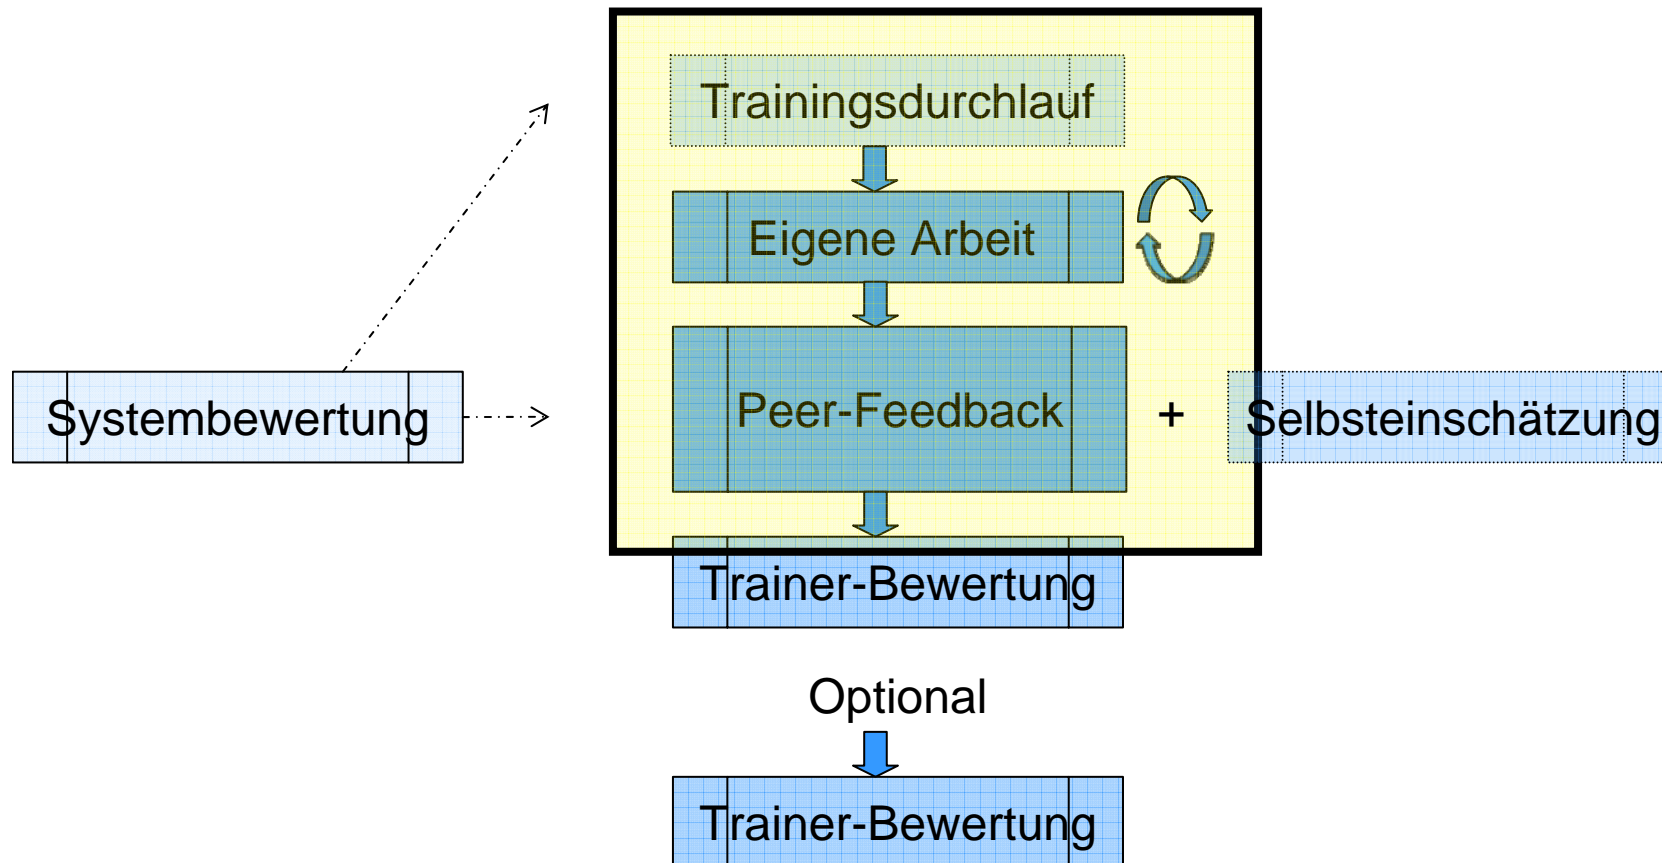 Trainingsdurchlauf
Eigene Arbeit
Systembewertung
Peer-Feedback
+
Selbsteinschätzung
Trainer-Bewertung
Optional
Trainer-Bewertung